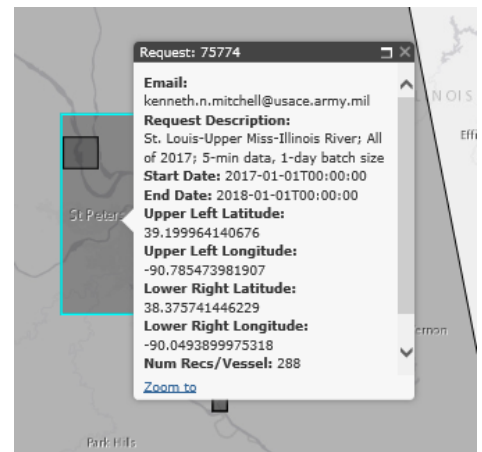 Request: 75774
Email:
kenneth.n.mitchell@usace.army.mil
Request Description:
St. Louis-Upper Miss-Illinois River; All
of 2017; 5-min data, 1-day batch size
Start Date: 2017-01-01T00:00:00
End Date: 2018-01-01T00:00:00
Upper Left Latitude:
39.199964140676
Upper Left Longitude:
-90.785473981907
Lower Right Latitude:
38.375741446229
Lower Right Longitude:
-90.0493899975318
Num Recs/Vessel: 288
Zoom to
NOIS
Effi
St Peters
ernon
Park Hills